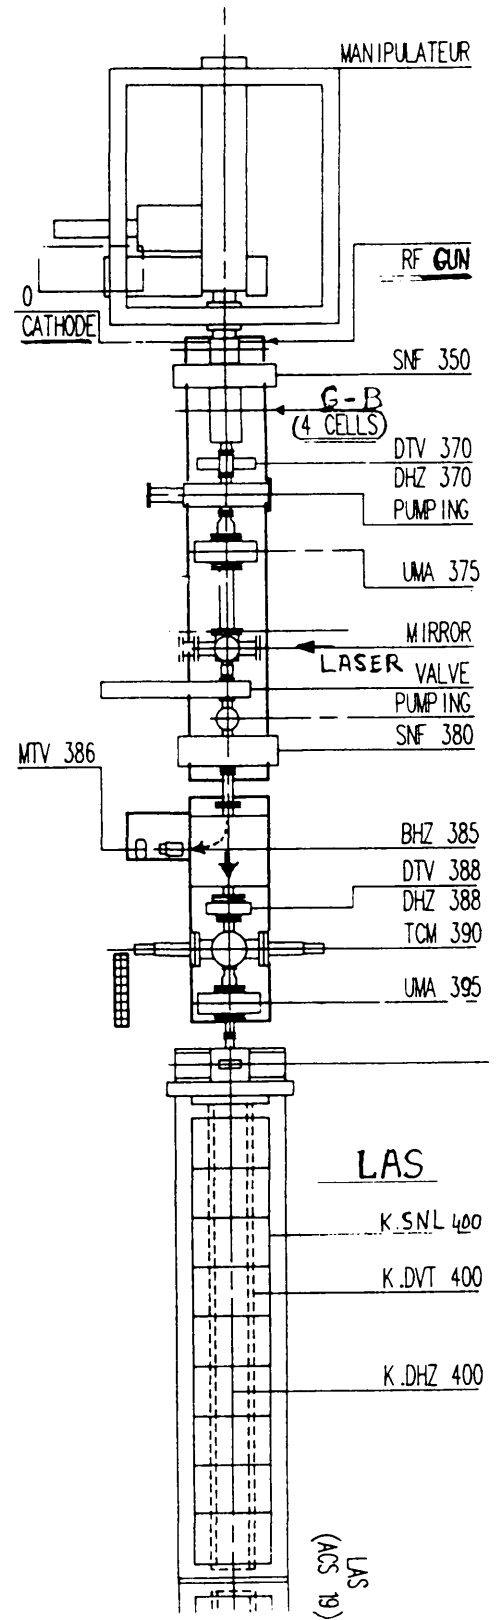 MANIPULATEUR
RF GUN
0
CATHODE
SNF 350
G-B
(4 CELLS)
DTV 370
DHZ 370
PUMPING
UMA 375
MIRROR
LASER
VALVE
PUMPING
SNF 380
MTV 386
BHZ 385
DTV 388
DHZ 388
TCM 390
UMA 395
LAS
K.SNL 400
K.DVT 400
K.DHZ 400
LAS
(ACS 19)